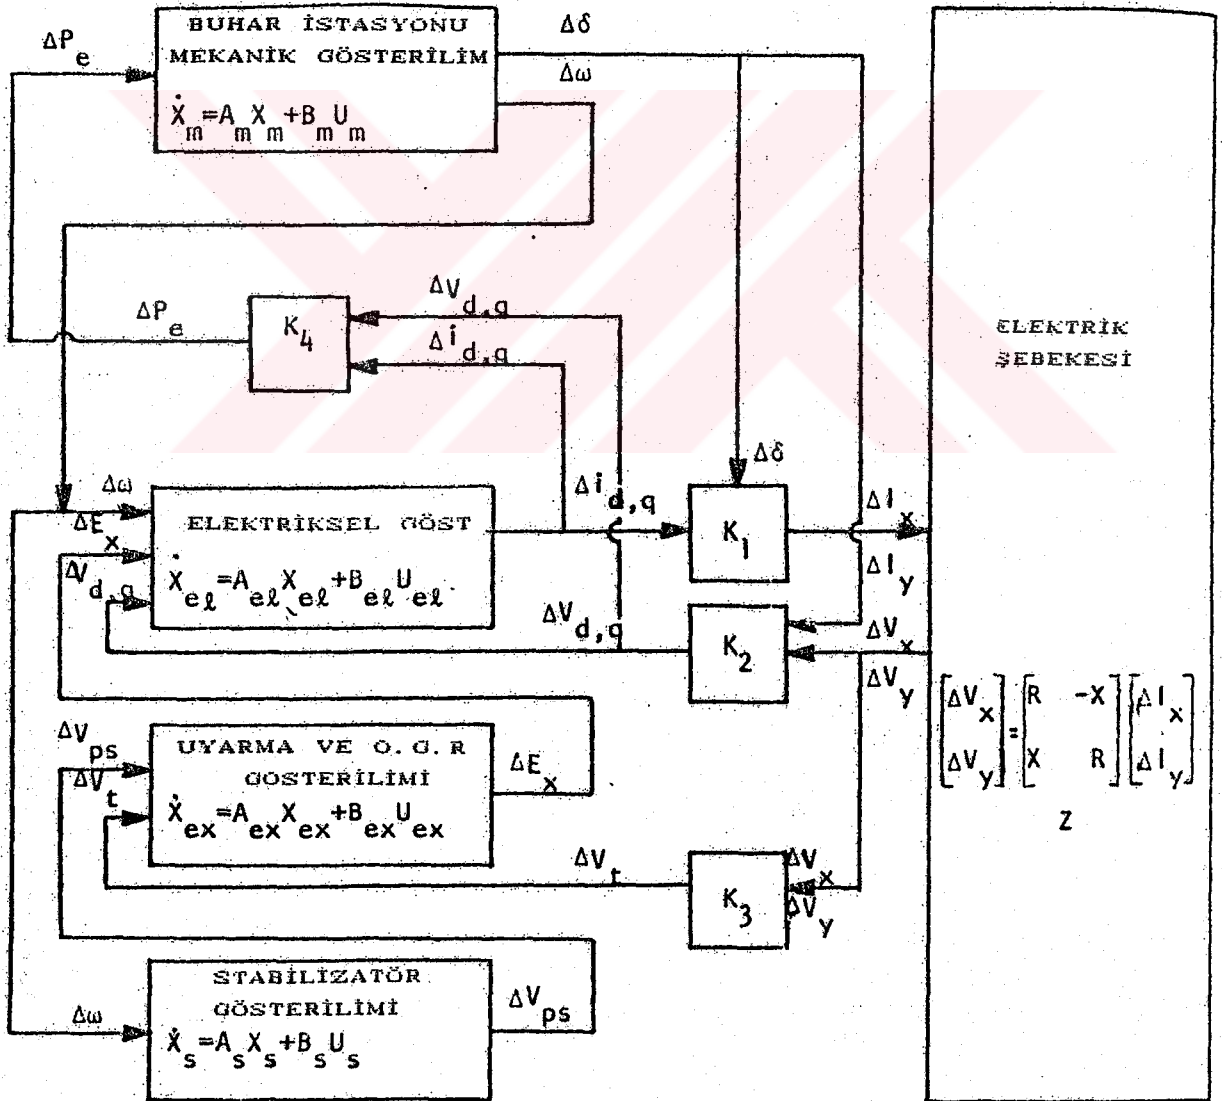 BUHAR İSTASYONU
MEKANİK GÖSTERİLİM
Ẋm=AmXm+BmUm
ΔPe
Δδ
Δω
ΔPe
K4
ΔVd,q
Δid,q
ELEKTRİK
ŞEBEKESİ
Δδ
Δω
ΔEx
ΔVd,q
ELEKTRİKSEL GÖST
Ẋeℓ=AeℓXeℓ+BelUel
Δid,q
K1
ΔIx
ΔIy
ΔVd,q
K2
ΔVx
ΔVy
[ΔVx ΔVy]=[R -X X R][ΔIx ΔIy]
Z
ΔVps
ΔVt
UYARMA VE O.G.R
GOSTERİLİMİ
Ẋex=AexXex+BexUex
ΔEx
ΔVt
K3
ΔVx
ΔVy
STABİLİZATÖR
GÖSTERİLİMİ
Ẋs=AsXs+BsUs
Δω
ΔVps